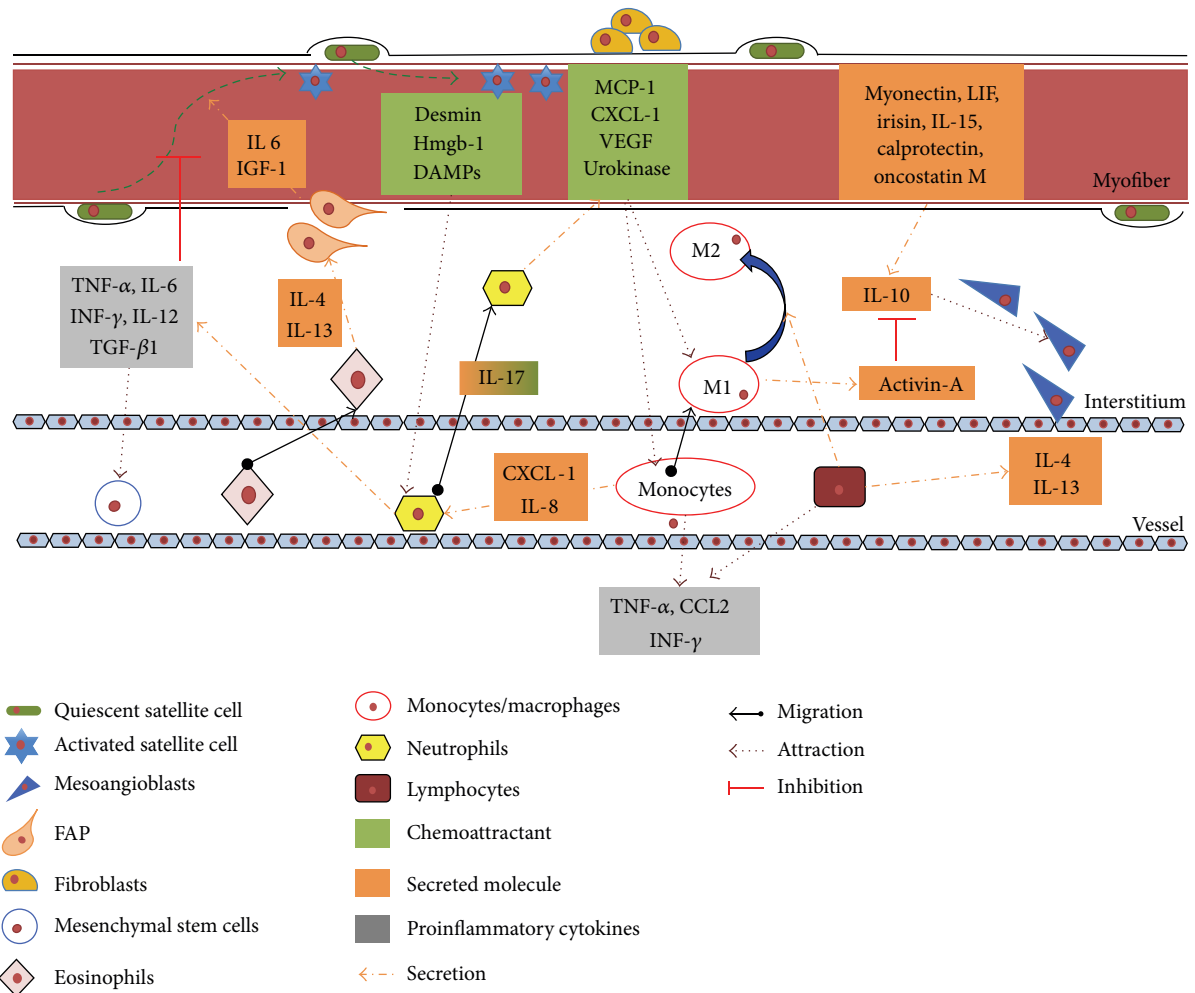 MCP-1
CXCL-1
VEGF
Urokinase
Desmin
Hmgb-1
DAMPs
Myonectin, LIF,
irisin, IL-15,
calprotectin,
oncostatin M
Myofiber
IL 6
IGF-1
TNF-α, IL-6
INF-γ, IL-12
TGF-β1
IL-4
IL-13
IL-17
M2
M1
IL-10
Activin-A
Interstitium
CXCL-1
IL-8
Monocytes
IL-4
IL-13
Vessel
TNF-α, CCL2
INF-γ
Quiescent satellite cell
Activated satellite cell
Mesoangioblasts
FAP
Fibroblasts
Mesenchymal stem cells
Eosinophils
Monocytes/macrophages
Neutrophils
Lymphocytes
Chemoattractant
Secreted molecule
Proinflammatory cytokines
Secretion
Migration
Attraction
Inhibition